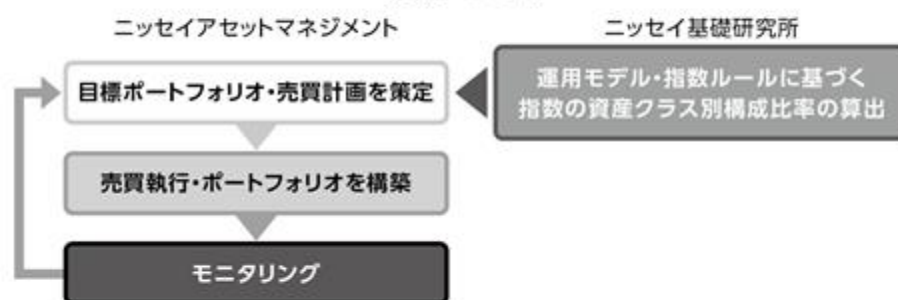 ニッセイアセットマネジメント
ニッセイ基礎研究所
目標ポートフォリオ・売買計画を策定
運用モデル・指数ルールに基づく
指数の資産クラス別構成比率の算出
売買執行・ポートフォリオを構築
モニタリング